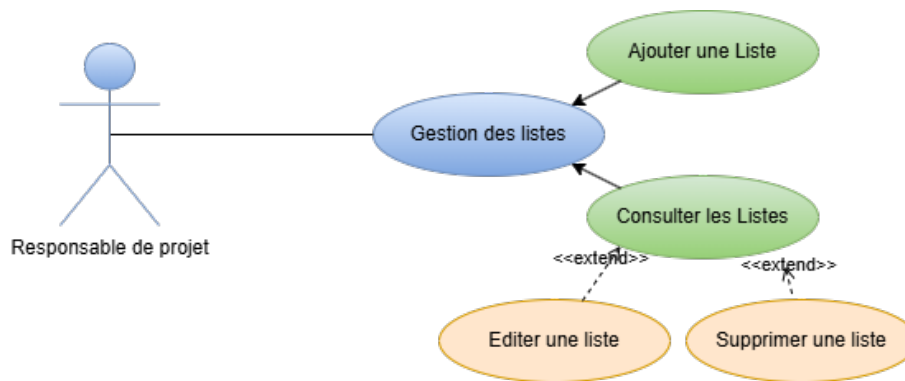 Ajouter une Liste
Gestion des listes
Consulter les Listes
Responsable de projet
<<extend>>
<<extend>>
Editer une liste
Supprimer une liste